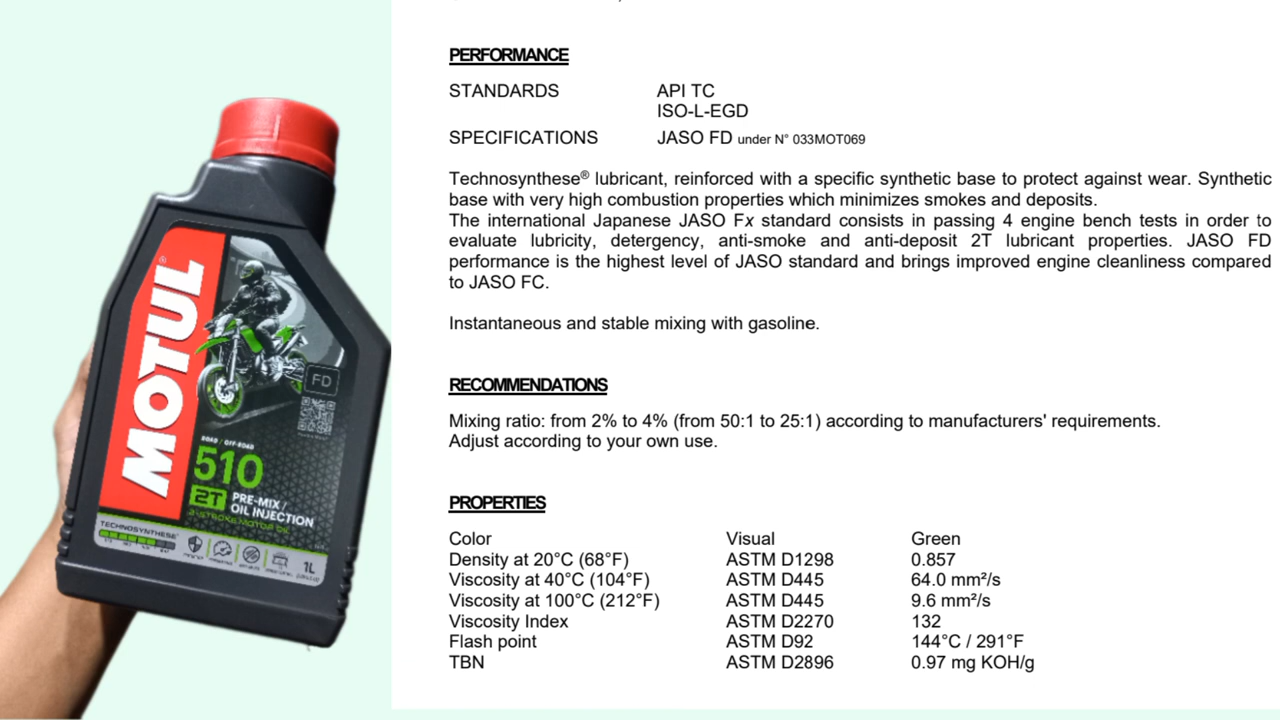 MOTUL®
FD
ROAD / OFF-ROAD
510
2T PRE-MIX /
OIL INJECTION
2-STROKE MOTOR OIL
TECHNOSYNTHESE®
1L
PERFORMANCE
STANDARDS API TC
ISO-L-EGD
SPECIFICATIONS JASO FD under N° 033MOT069
Technosynthese® lubricant, reinforced with a specific synthetic base to protect against wear. Synthetic
base with very high combustion properties which minimizes smokes and deposits.
The international Japanese JASO Fx standard consists in passing 4 engine bench tests in order to
evaluate lubricity, detergency, anti-smoke and anti-deposit 2T lubricant properties. JASO FD
performance is the highest level of JASO standard and brings improved engine cleanliness compared
to JASO FC.
Instantaneous and stable mixing with gasoline.
RECOMMENDATIONS
Mixing ratio: from 2% to 4% (from 50:1 to 25:1) according to manufacturers' requirements.
Adjust according to your own use.
PROPERTIES
Color Visual Green
Density at 20°C (68°F) ASTM D1298 0.857
Viscosity at 40°C (104°F) ASTM D445 64.0 mm²/s
Viscosity at 100°C (212°F) ASTM D445 9.6 mm²/s
Viscosity Index ASTM D2270 132
Flash point ASTM D92 144°C / 291°F
TBN ASTM D2896 0.97 mg KOH/g